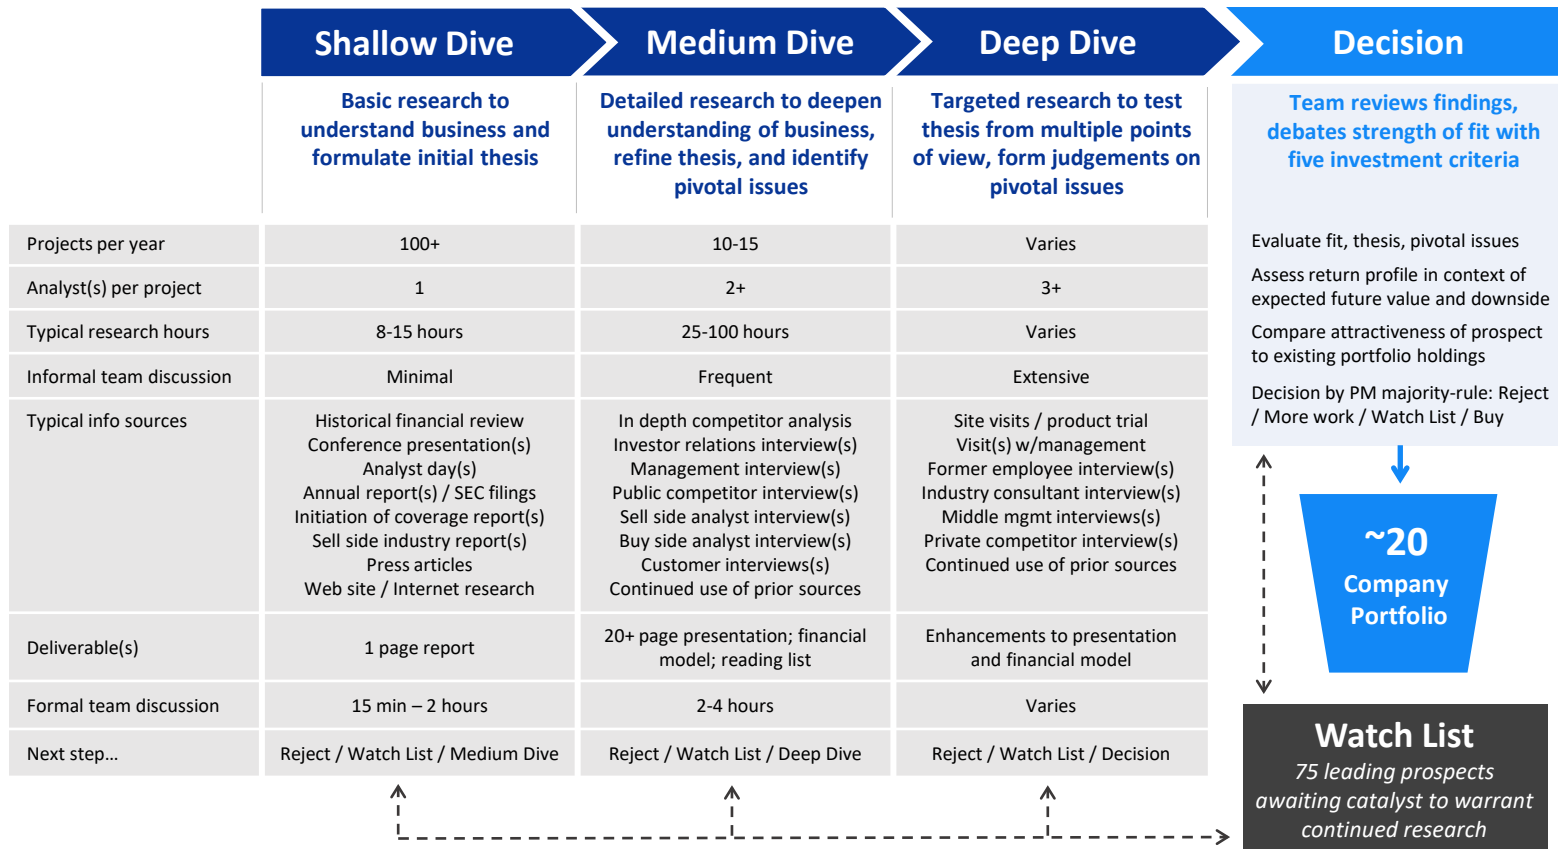 Shallow Dive
Medium Dive
Deep Dive
Decision
Basic research to
understand business and
formulate initial thesis
Detailed research to deepen
understanding of business,
refine thesis, and identify
pivotal issues
Targeted research to test
thesis from multiple points
of view, form judgements on
pivotal issues
Team reviews findings,
debates strength of fit with
five investment criteria
Projects per year
100+
10-15
Varies
Analyst(s) per project
1
2+
3+
Typical research hours
8-15 hours
25-100 hours
Varies
Informal team discussion
Minimal
Frequent
Extensive
Typical info sources
Historical financial review
Conference presentation(s)
Analyst day(s)
Annual report(s) / SEC filings
Initiation of coverage report(s)
Sell side industry report(s)
Press articles
Web site / Internet research
In depth competitor analysis
Investor relations interview(s)
Management interview(s)
Public competitor interview(s)
Sell side analyst interview(s)
Buy side analyst interview(s)
Customer interviews(s)
Continued use of prior sources
Site visits / product trial
Visit(s) w/management
Former employee interview(s)
Industry consultant interview(s)
Middle mgmt interviews(s)
Private competitor interview(s)
Continued use of prior sources
Deliverable(s)
1 page report
20+ page presentation; financial
model; reading list
Enhancements to presentation
and financial model
Formal team discussion
15 min – 2 hours
2-4 hours
Varies
Next step...
Reject / Watch List / Medium Dive
Reject / Watch List / Deep Dive
Reject / Watch List / Decision
Evaluate fit, thesis, pivotal issues
Assess return profile in context of
expected future value and downside
Compare attractiveness of prospect
to existing portfolio holdings
Decision by PM majority-rule: Reject
/ More work / Watch List / Buy
~20
Company
Portfolio
Watch List
75 leading prospects
awaiting catalyst to warrant
continued research